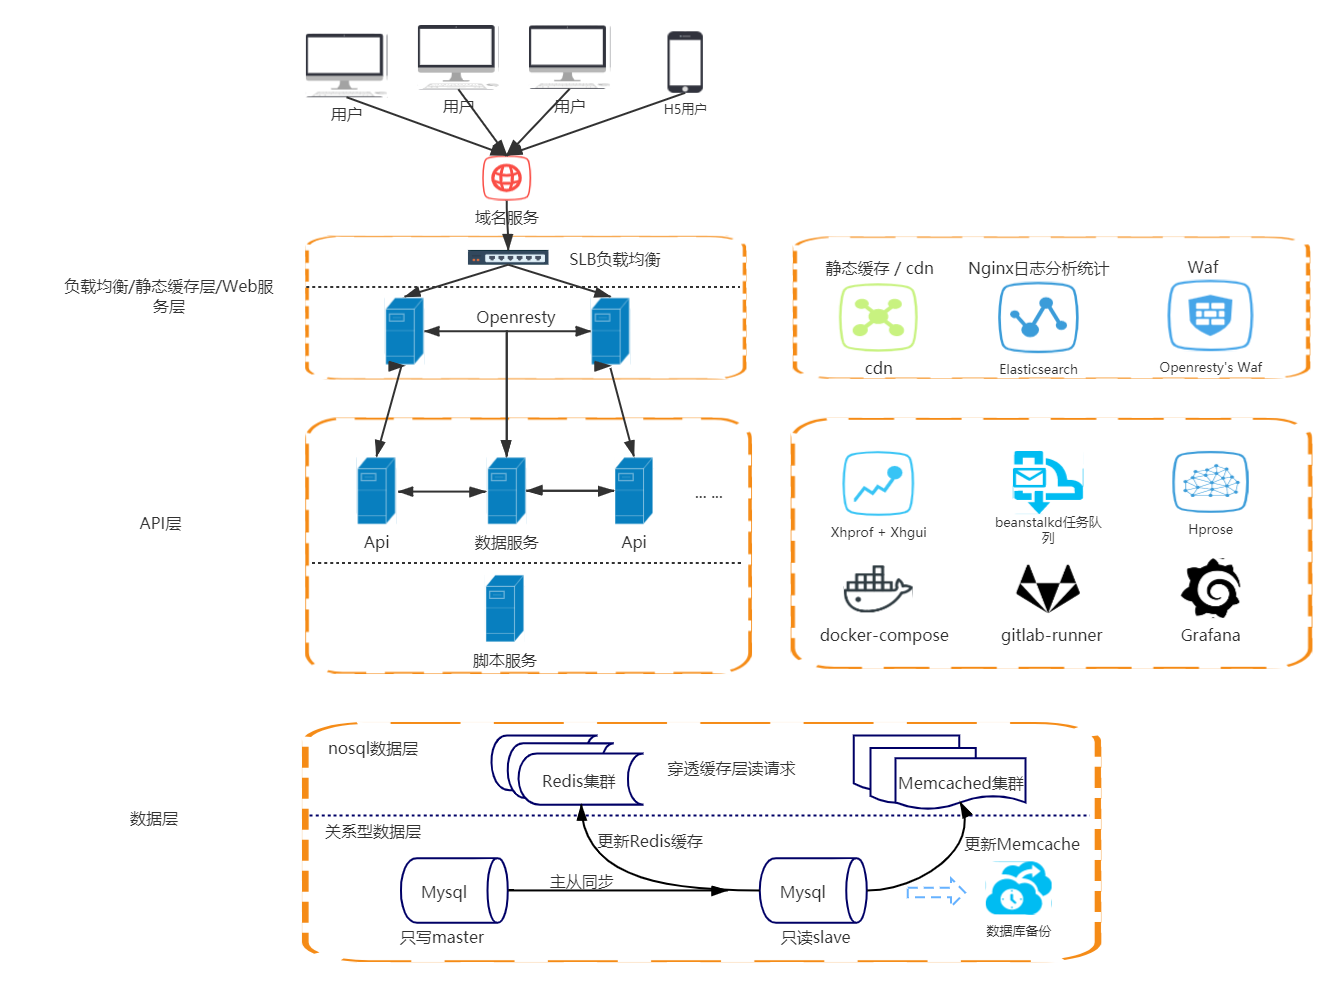 用户
用户
用户
H5用户
域名服务
SLB负载均衡
负载均衡/静态缓存层/Web服
务层
Openresty
静态缓存 / cdn
Nginx日志分析统计
Waf
cdn
Elasticsearch
Openresty's Waf
API层
Api
数据服务
Api
... ...
脚本服务
Xhprof + Xhgui
beanstalkd任务队
列
Hprose
docker-compose
gitlab-runner
Grafana
数据层
nosql数据层
Redis集群
穿透缓存层读请求
Memcached集群
关系型数据层
更新Redis缓存
更新Memcache
Mysql
主从同步
Mysql
只写master
只读slave
数据库备份